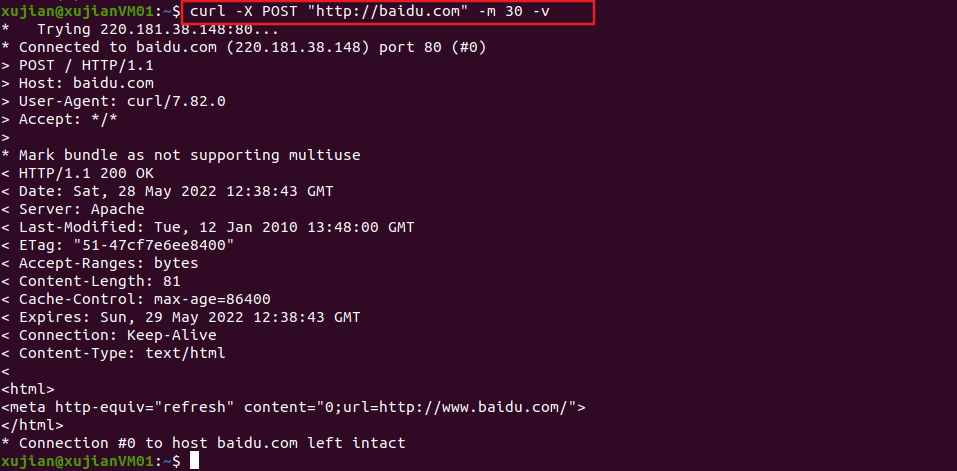 xujian@xujianVM01:~$ curl -X POST "http://baidu.com" -m 30 -v
*   Trying 220.181.38.148:80...
* Connected to baidu.com (220.181.38.148) port 80 (#0)
> POST / HTTP/1.1
> Host: baidu.com
> User-Agent: curl/7.82.0
> Accept: */*
>
* Mark bundle as not supporting multiuse
< HTTP/1.1 200 OK
< Date: Sat, 28 May 2022 12:38:43 GMT
< Server: Apache
< Last-Modified: Tue, 12 Jan 2010 13:48:00 GMT
< ETag: "51-47cf7e6ee8400"
< Accept-Ranges: bytes
< Content-Length: 81
< Cache-Control: max-age=86400
< Expires: Sun, 29 May 2022 12:38:43 GMT
< Connection: Keep-Alive
< Content-Type: text/html
<
<html>
<meta http-equiv="refresh" content="0;url=http://www.baidu.com/">
</html>
* Connection #0 to host baidu.com left intact
xujian@xujianVM01:~$